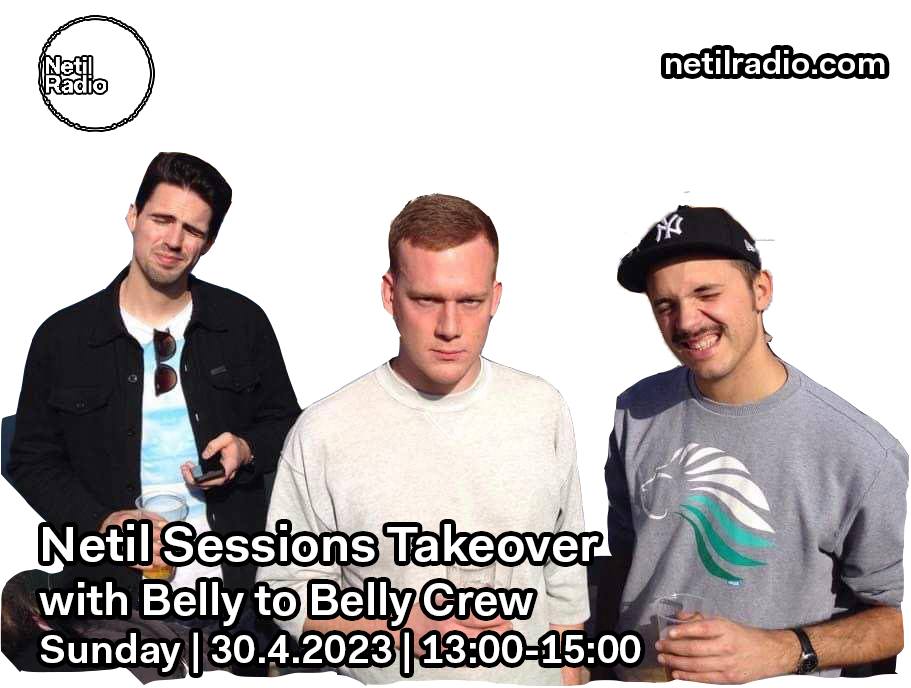 Netil
Radio
netilradio.com
NY
Netil Sessions Takeover
with Belly to Belly Crew
Sunday | 30.4.2023 | 13:00-15:00